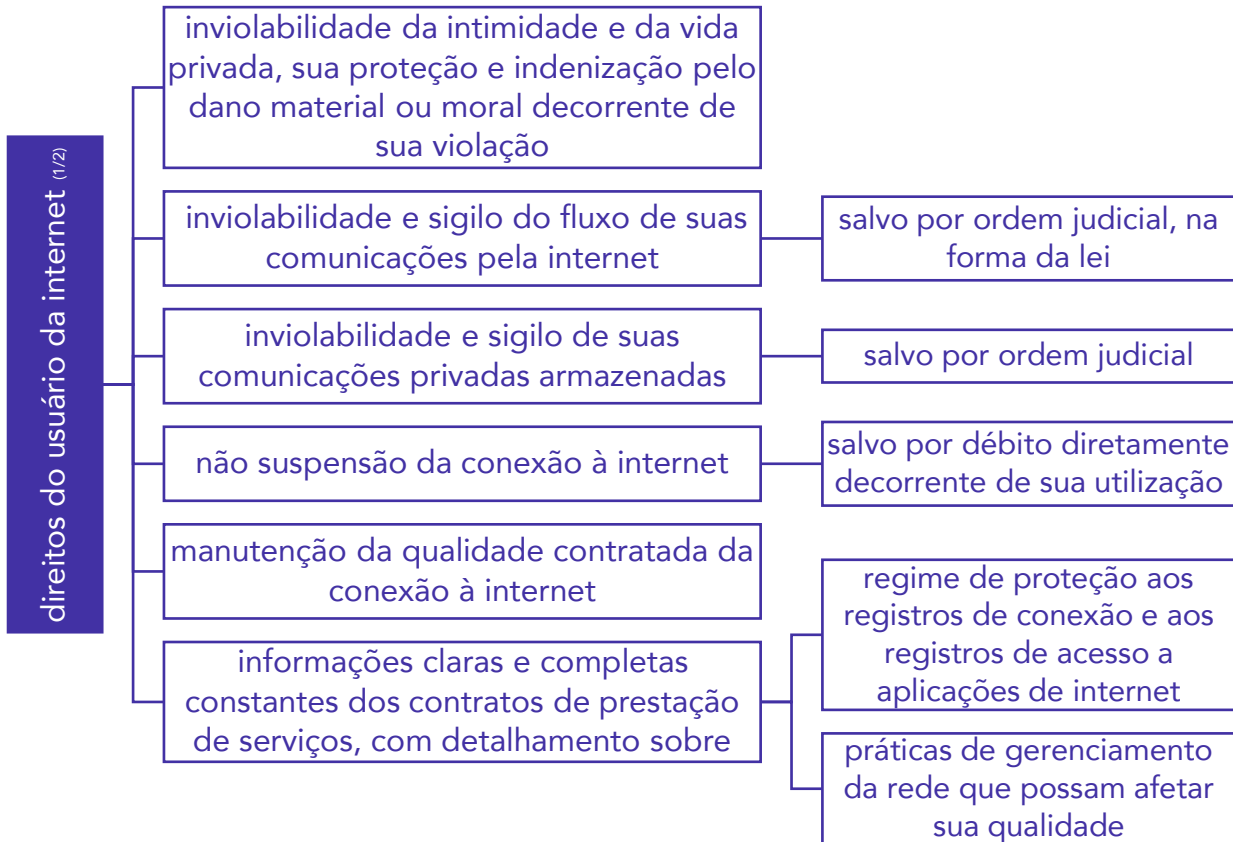 direitos do usuário da internet (1/2)
inviolabilidade da intimidade e da vida
privada, sua proteção e indenização pelo
dano material ou moral decorrente de
sua violação
inviolabilidade e sigilo do fluxo de suas
comunicações pela internet
salvo por ordem judicial, na
forma da lei
inviolabilidade e sigilo de suas
comunicações privadas armazenadas
salvo por ordem judicial
não suspensão da conexão à internet
salvo por débito diretamente
decorrente de sua utilização
manutenção da qualidade contratada da
conexão à internet
informações claras e completas
constantes dos contratos de prestação
de serviços, com detalhamento sobre
regime de proteção aos
registros de conexão e aos
registros de acesso a
aplicações de internet
práticas de gerenciamento
da rede que possam afetar
sua qualidade